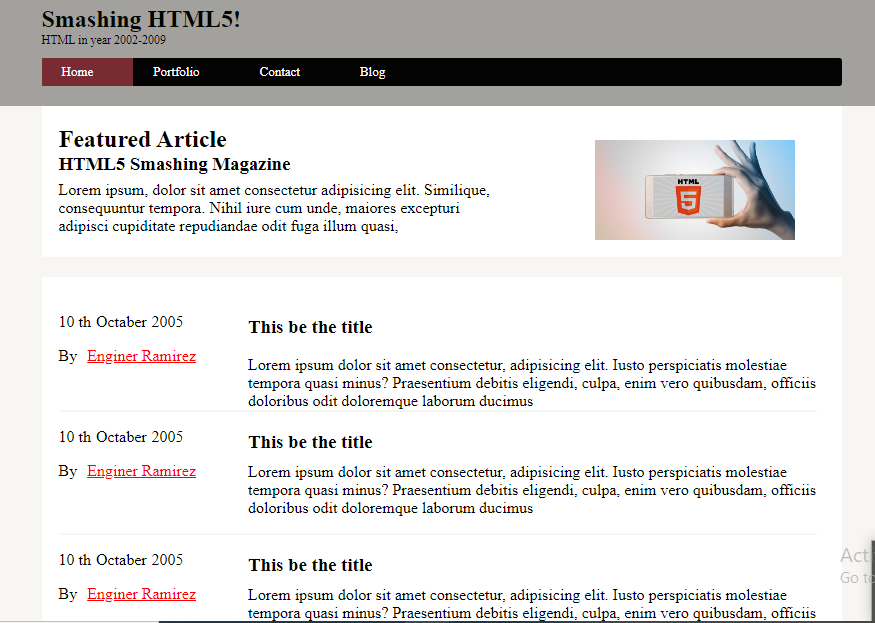 Smashing HTML5!
HTML in year 2002-2009
Home Portfolio Contact Blog
Featured Article
HTML5 Smashing Magazine
Lorem ipsum, dolor sit amet consectetur adipisicing elit. Similique,
consequuntur tempora. Nihil iure cum unde, maiores excepturi
adipisci cupiditate repudiandae odit fuga illum quasi,
HTML
5
10 th Octaber 2005
By Enginer Ramirez
This be the title
Lorem ipsum dolor sit amet consectetur, adipisicing elit. Iusto perspiciatis molestiae
tempora quasi minus? Praesentium debitis eligendi, culpa, enim vero quibusdam, officiis
doloribus odit doloremque laborum ducimus
10 th Octaber 2005
By Enginer Ramirez
This be the title
Lorem ipsum dolor sit amet consectetur, adipisicing elit. Iusto perspiciatis molestiae
tempora quasi minus? Praesentium debitis eligendi, culpa, enim vero quibusdam, officiis
doloribus odit doloremque laborum ducimus
10 th Octaber 2005
By Enginer Ramirez
This be the title
Lorem ipsum dolor sit amet consectetur, adipisicing elit. Iusto perspiciatis molestiae
tempora quasi minus? Praesentium debitis eligendi, culpa, enim vero quibusdam, officiis
Act
Go to